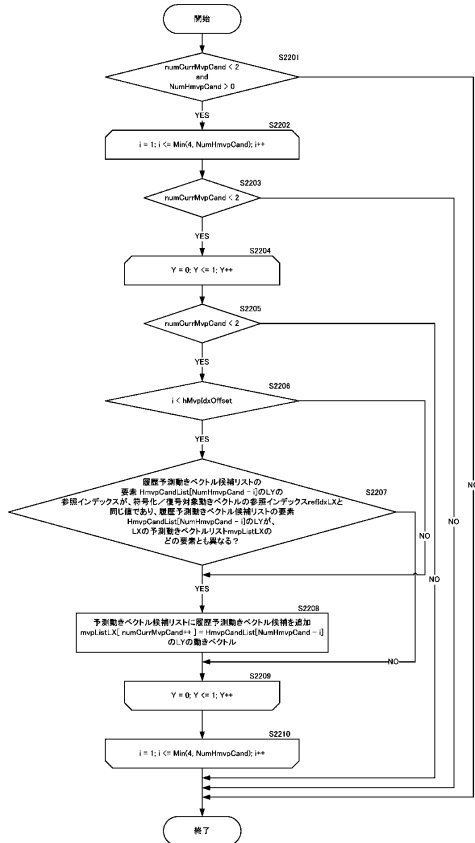 開始
S2201
numCurrMvpCand < 2
and
NumHmvpCand > 0
YES
S2202
i = 1; i <= Min(4, NumHmvpCand); i++
S2203
numCurrMvpCand < 2
YES
S2204
Y = 0; Y <= 1; Y++
S2205
numCurrMvpCand < 2
YES
S2206
i < hMvpIdxOffset
YES
S2207
履歴予測動きベクトル候補リストの
要素 HmvpCandList[NumHmvpCand - i]のLYの
参照インデックスが、符号化／復号対象動きベクトルの参照インデックスrefIdxLXと
同じ値であり、履歴予測動きベクトル候補リストの要素
HmvpCandList[NumHmvpCand - i]のLYが、
LXの予測動きベクトルリストmvpListLXの
どの要素とも異なる？
NO
NO
NO
NO
YES
S2208
予測動きベクトル候補リストに履歴予測動きベクトル候補を追加
mvpListLX[ numCurrMvpCand++ ] = HmvpCandList[NumHmvpCand - i]
のLYの動きベクトル
NO
S2209
Y = 0; Y <= 1; Y++
S2210
i = 1; i <= Min(4, NumHmvpCand); i++
終了